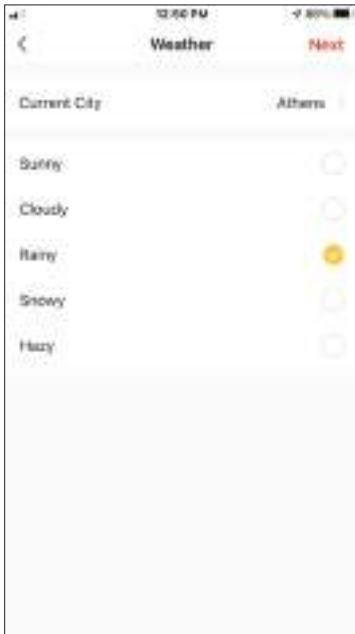 12:50 PM
Weather Next
Current City Athens
Sunny
Cloudy
Rainy
Snowy
Hazy